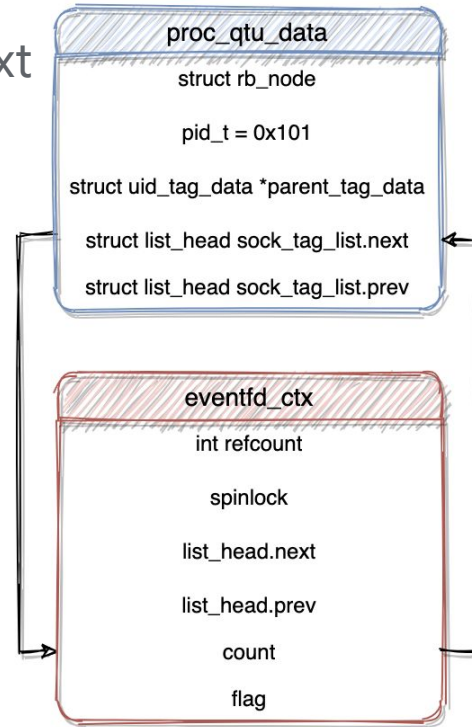 xt
proc_qtu_data
struct rb_node
pid_t = 0x101
struct uid_tag_data *parent_tag_data
struct list_head sock_tag_list.next
struct list_head sock_tag_list.prev
eventfd_ctx
int refcount
spinlock
list_head.next
list_head.prev
count
flag